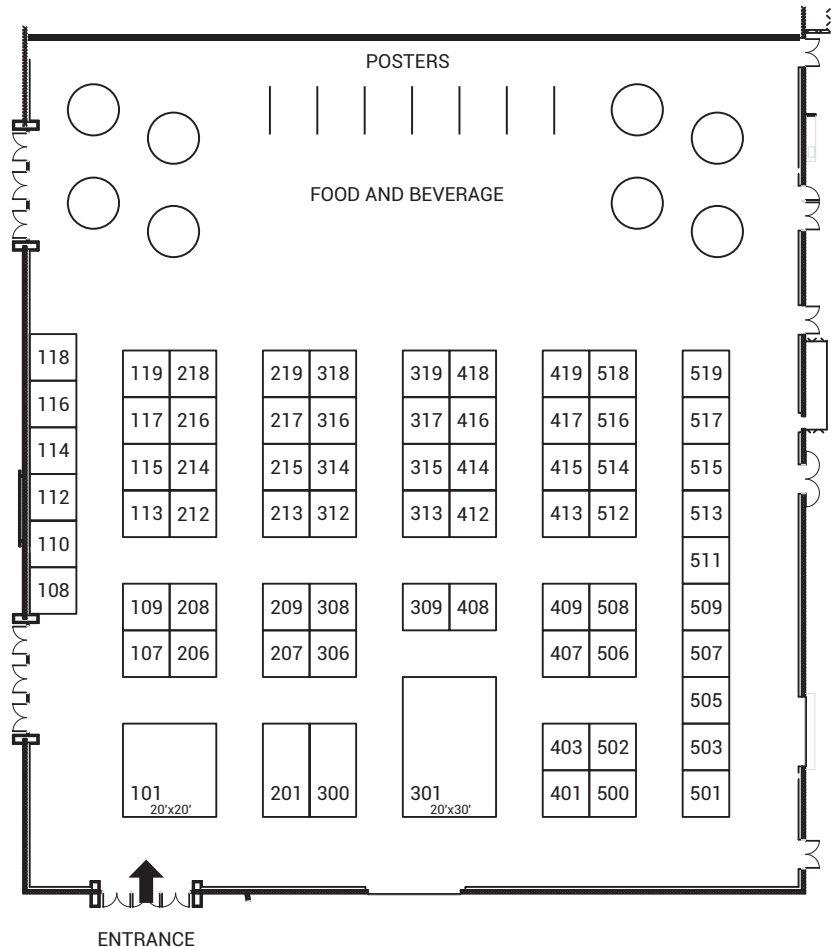 POSTERS
FOOD AND BEVERAGE
118
119 218 219 318 319 418 419 518 519
116
117 216 217 316 317 416 417 516 517
114
115 214 215 314 315 414 415 514 515
112
113 212 213 312 313 412 413 512 513
110
511
108
109 208 209 308 309 408 409 508 509
107 206 207 306 407 506 507
505
403 502 503
101 201 300 301 401 500 501
20'x20' 20'x30'
ENTRANCE